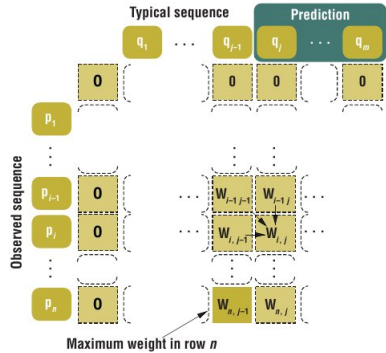 Typical sequence Prediction
q1 · · · qj–1 qj · · · qm
0 0 0 0
p1
Observed sequence
pi–1 0 · · · Wi–1 j–1 Wi–1 j · · ·
pi 0 · · · Wi, j–1 Wi, j · · ·
pn 0 Wn, j–1 Wn, j
Maximum weight in row n